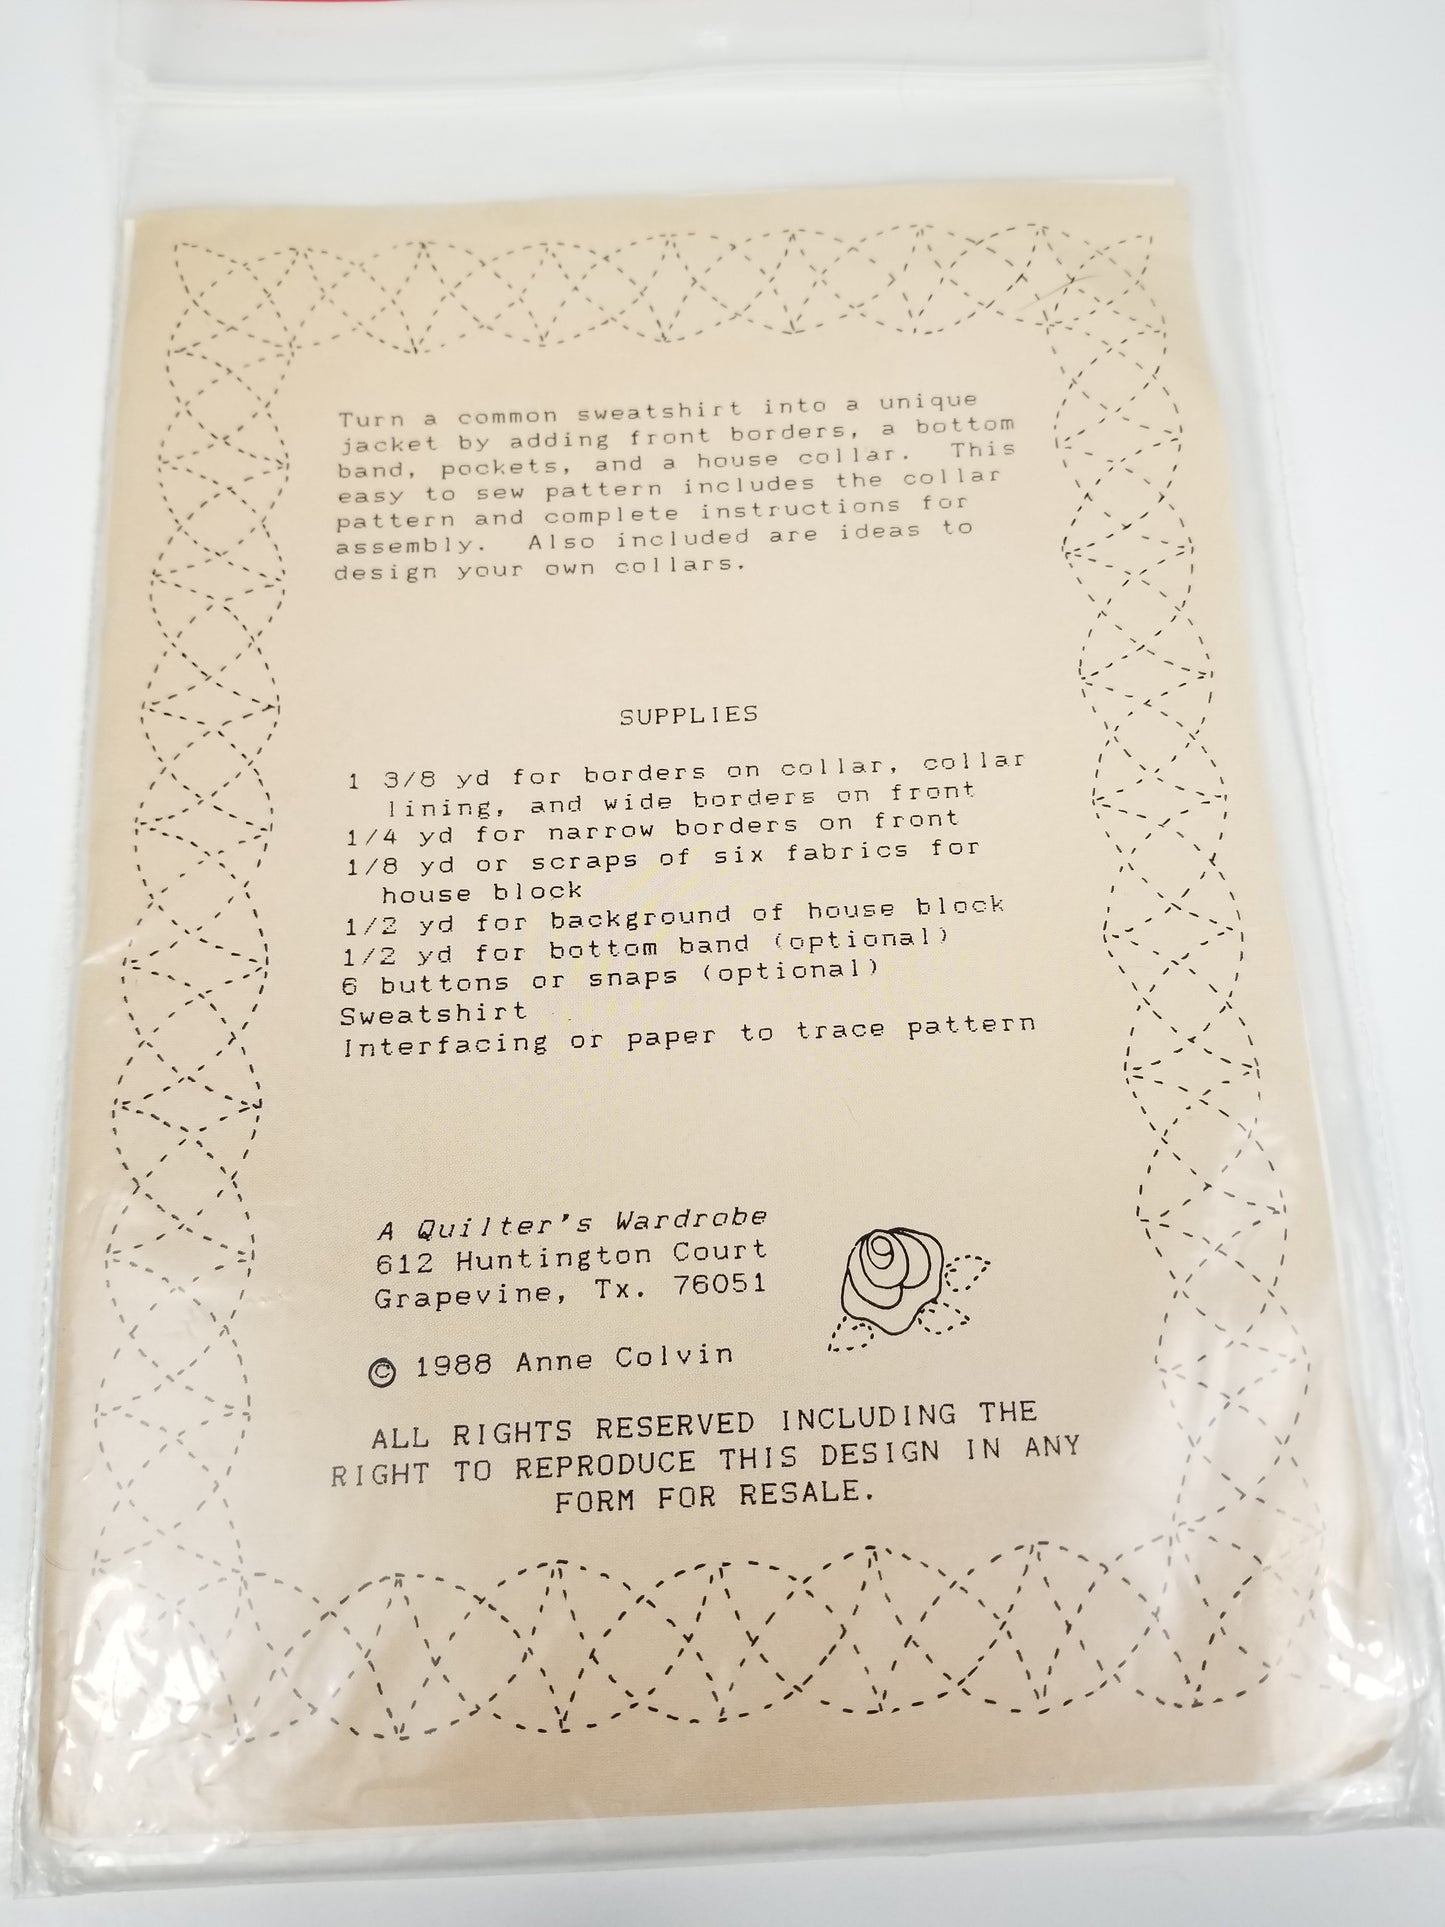 Turn a common sweatshirt into a unique
jacket by adding front borders, a bottom
band, pockets, and a house collar.  This
easy to sew pattern includes the collar
pattern and complete instructions for
assembly.  Also included are ideas to
design your own collars.
SUPPLIES
1 3/8 yd for borders on collar, collar
lining, and wide borders on front
1/4 yd for narrow borders on front
1/8 yd or scraps of six fabrics for
house block
1/2 yd for background of house block
1/2 yd for bottom band (optional)
6 buttons or snaps (optional)
Sweatshirt
Interfacing or paper to trace pattern
A Quilter's Wardrobe
612 Huntington Court
Grapevine, Tx. 76051
© 1988 Anne Colvin
ALL RIGHTS RESERVED INCLUDING THE
RIGHT TO REPRODUCE THIS DESIGN IN ANY
FORM FOR RESALE.